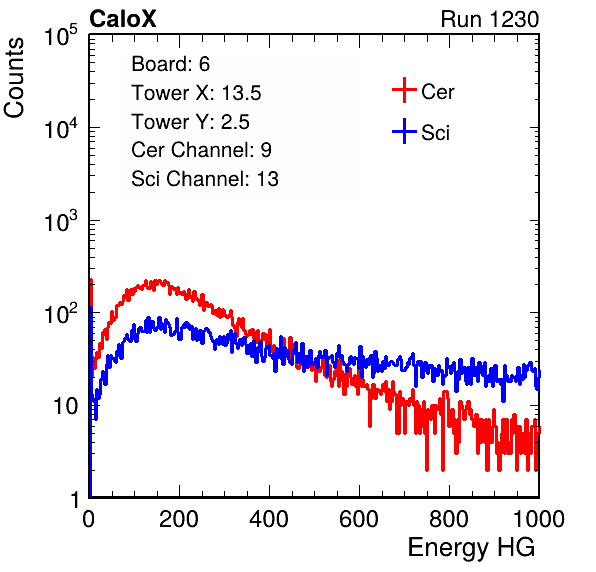 CaloX Run 1230
Counts
10^5
10^4
10^3
10^2
10
1
Board: 6
Tower X: 13.5
Tower Y: 2.5
Cer Channel: 9
Sci Channel: 13
Cer
Sci
0 200 400 600 800 1000
Energy HG